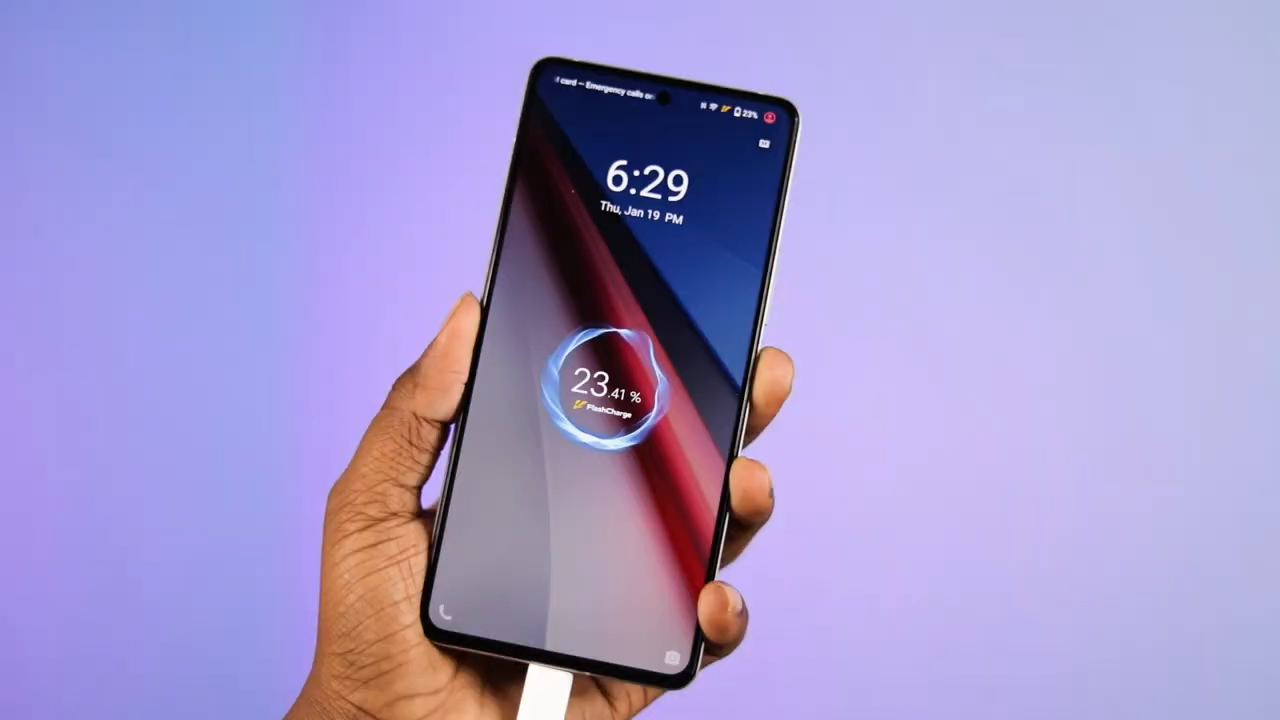 card — Emergency calls on
23%
6:29
Thu, Jan 19 PM
23.41 %
FlashCharge